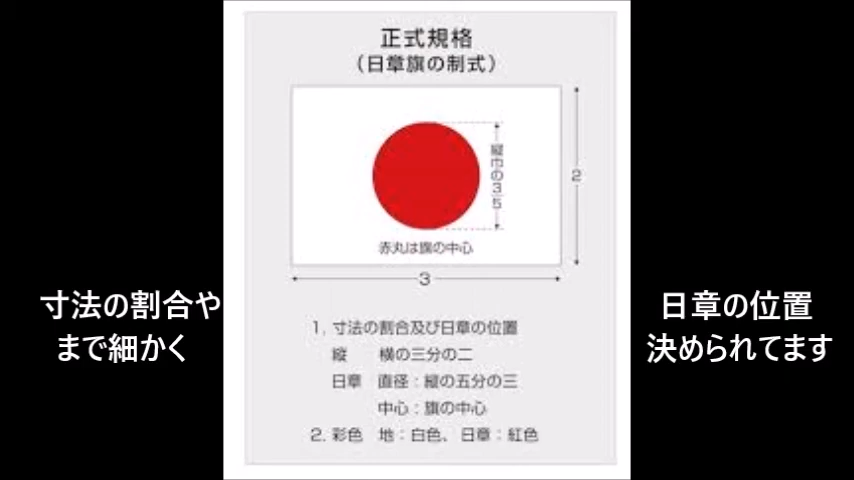 正式規格
（日章旗の制式）
縦巾の3/5
2
赤丸は旗の中心
3
1. 寸法の割合及び日章の位置
縦 横の三分の二
日章 直径：縦の五分の三
中心：旗の中心
2. 彩色 地：白色、日章：紅色
寸法の割合や 日章の位置
まで細かく 決められてます